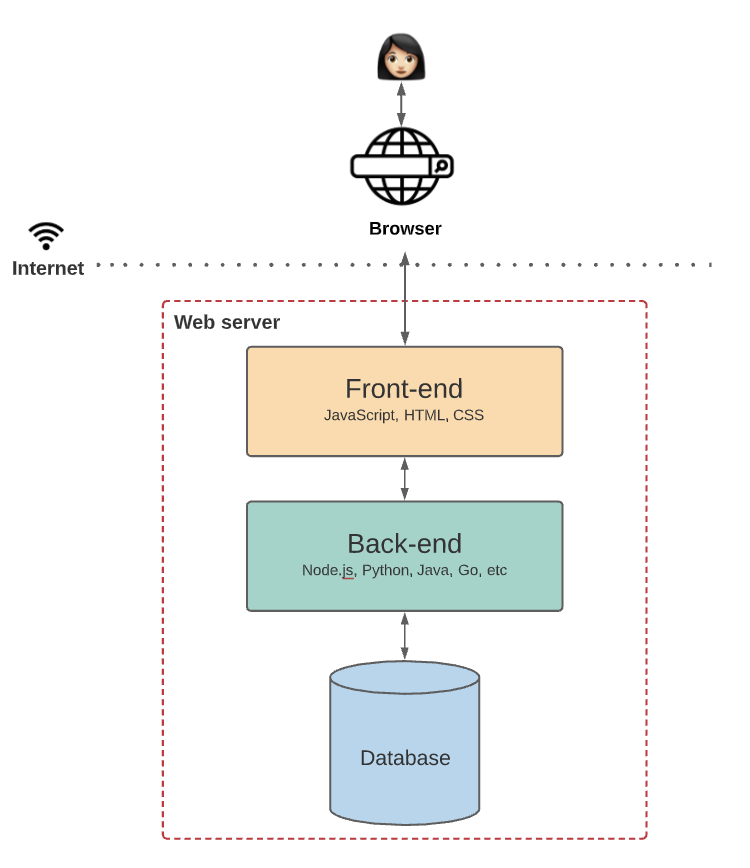 Browser
Internet
Web server
Front-end
JavaScript, HTML, CSS
Back-end
Node.js, Python, Java, Go, etc
Database